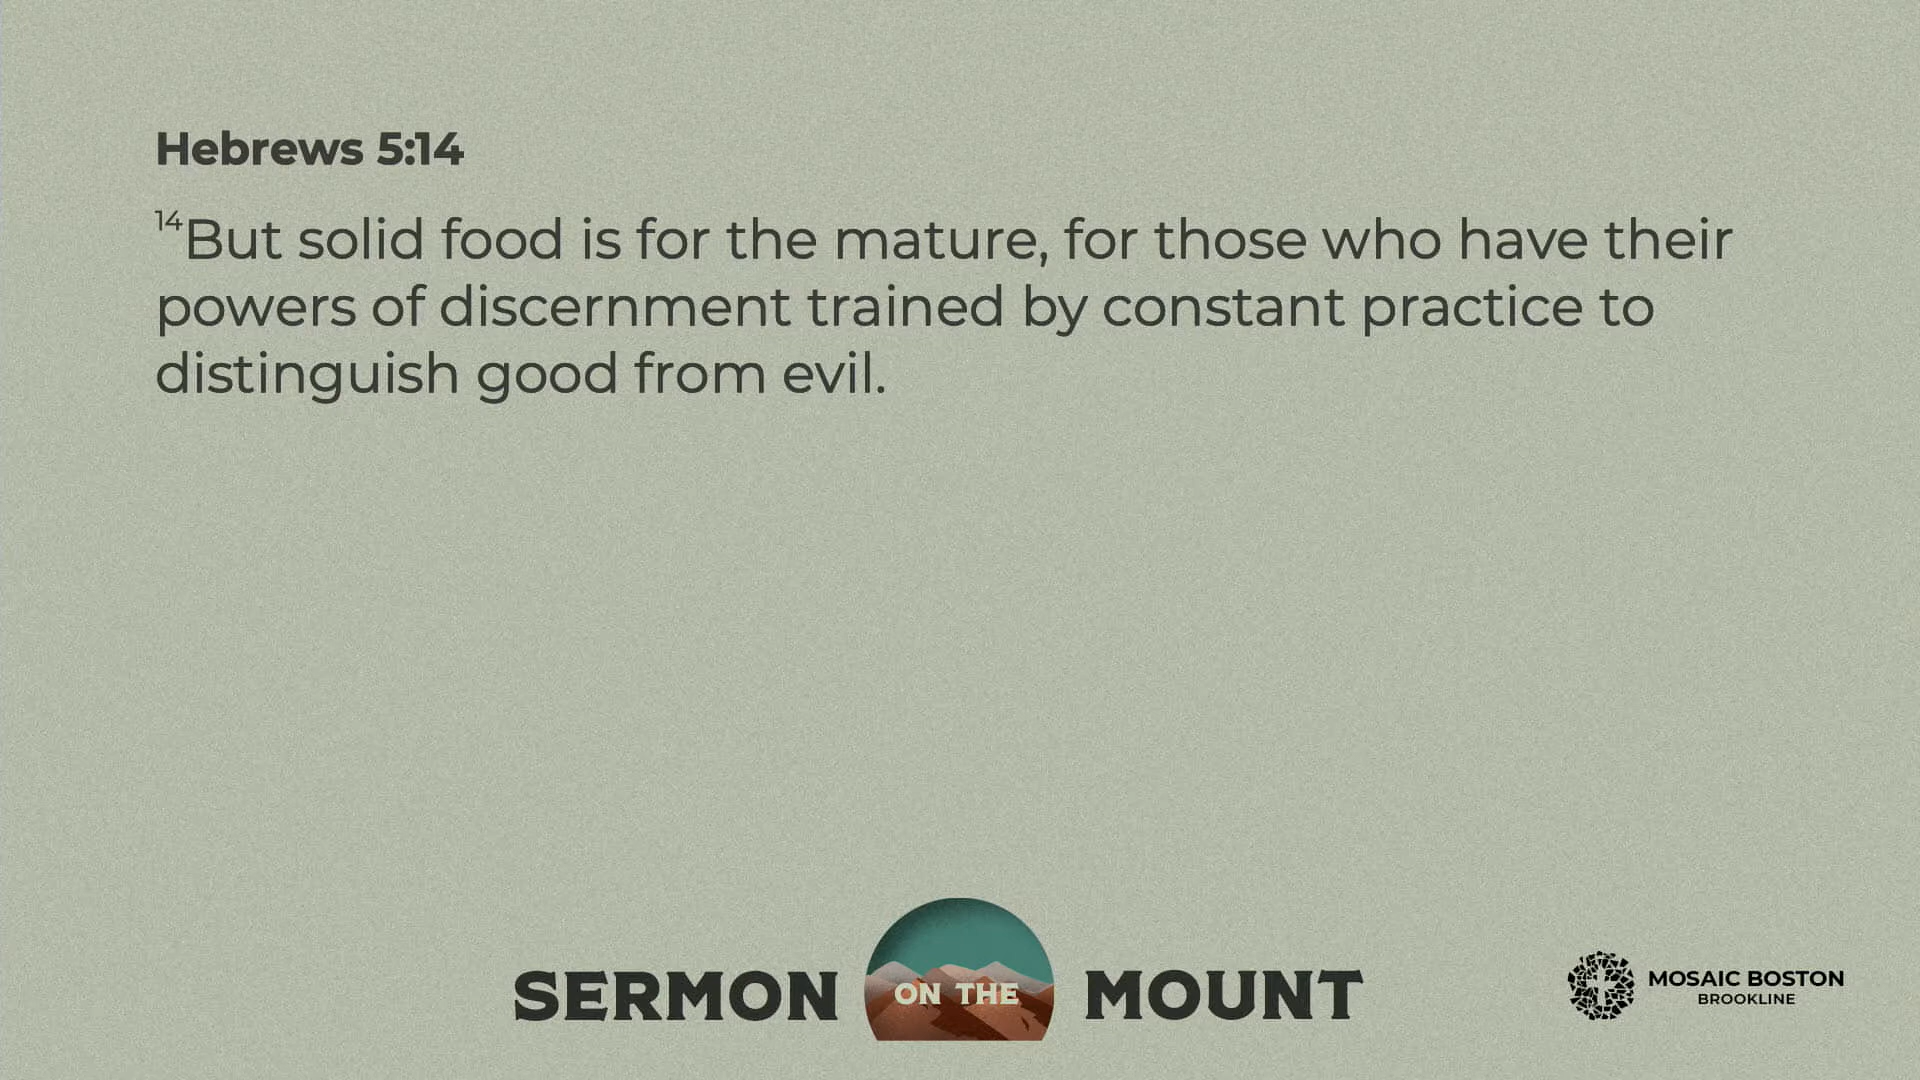 Hebrews 5:14
14But solid food is for the mature, for those who have their
powers of discernment trained by constant practice to
distinguish good from evil.
SERMON ON THE MOUNT
MOSAIC BOSTON
BROOKLINE